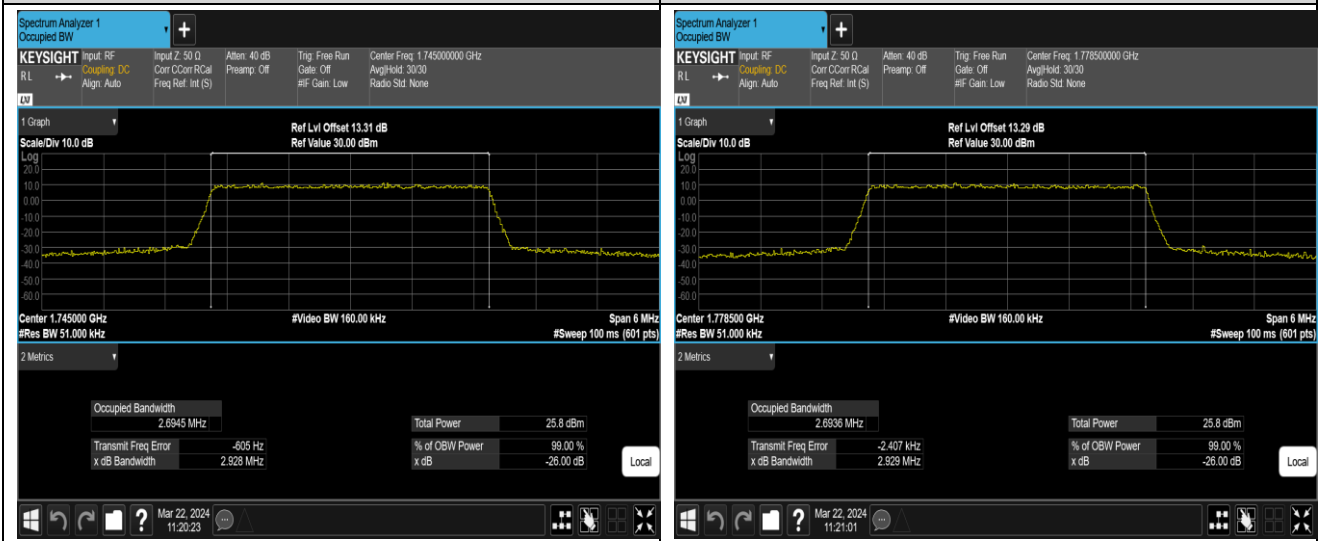 Spectrum Analyzer 1
Occupied BW
+
KEYSIGHT Input: RF Input Z: 50 Ω Atten: 40 dB Trig: Free Run Center Freq: 1.745000000 GHz
RL Coupling: DC Corr CCorr RCal Preamp: Off Gate: Off Avg|Hold: 30/30
Align: Auto Freq Ref: Int (S) #IF Gain: Low Radio Std: None
LXI
1 Graph
Ref Lvl Offset 13.31 dB
Scale/Div 10.0 dB Ref Value 30.00 dBm
Log
20.0
10.0
0.00
-10.0
-20.0
-30.0
-40.0
-50.0
-60.0
Center 1.745000 GHz #Video BW 160.00 kHz Span 6 MHz
#Res BW 51.000 kHz #Sweep 100 ms (601 pts)
2 Metrics
Occupied Bandwidth
2.6945 MHz Total Power 25.8 dBm
Transmit Freq Error -605 Hz % of OBW Power 99.00 %
x dB Bandwidth 2.928 MHz x dB -26.00 dB
Local
? Mar 22, 2024
11:20:23
Spectrum Analyzer 1
Occupied BW
+
KEYSIGHT Input: RF Input Z: 50 Ω Atten: 40 dB Trig: Free Run Center Freq: 1.778500000 GHz
RL Coupling: DC Corr CCorr RCal Preamp: Off Gate: Off Avg|Hold: 30/30
Align: Auto Freq Ref: Int (S) #IF Gain: Low Radio Std: None
LXI
1 Graph
Ref Lvl Offset 13.29 dB
Scale/Div 10.0 dB Ref Value 30.00 dBm
Log
20.0
10.0
0.00
-10.0
-20.0
-30.0
-40.0
-50.0
-60.0
Center 1.778500 GHz #Video BW 160.00 kHz Span 6 MHz
#Res BW 51.000 kHz #Sweep 100 ms (601 pts)
2 Metrics
Occupied Bandwidth
2.6936 MHz Total Power 25.8 dBm
Transmit Freq Error -2.407 kHz % of OBW Power 99.00 %
x dB Bandwidth 2.929 MHz x dB -26.00 dB
Local
? Mar 22, 2024
11:21:01